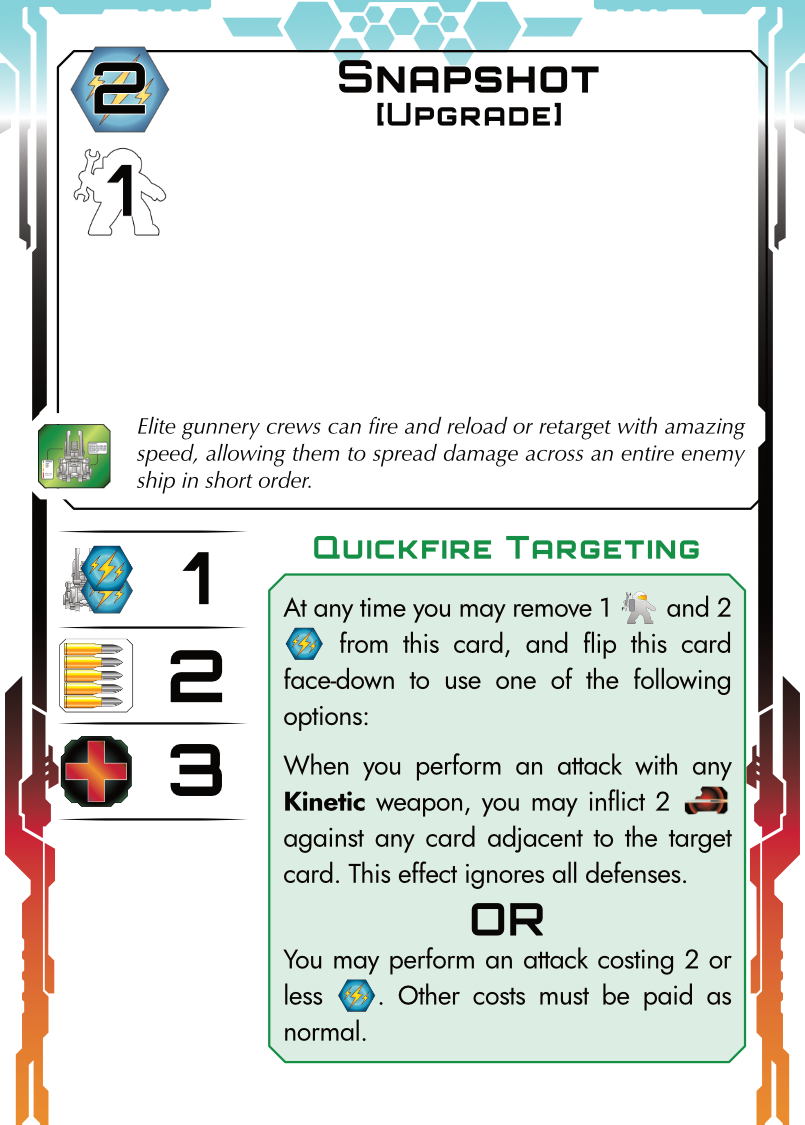 2
SNAPSHOT
[UPGRADE]
1
Elite gunnery crews can fire and reload or retarget with amazing
speed, allowing them to spread damage across an entire enemy
ship in short order.
1
2
3
QUICKFIRE TARGETING
At any time you may remove 1 and 2
from this card, and flip this card
face-down to use one of the following
options:
When you perform an attack with any
Kinetic weapon, you may inflict 2
against any card adjacent to the target
card. This effect ignores all defenses.
OR
You may perform an attack costing 2 or
less . Other costs must be paid as
normal.